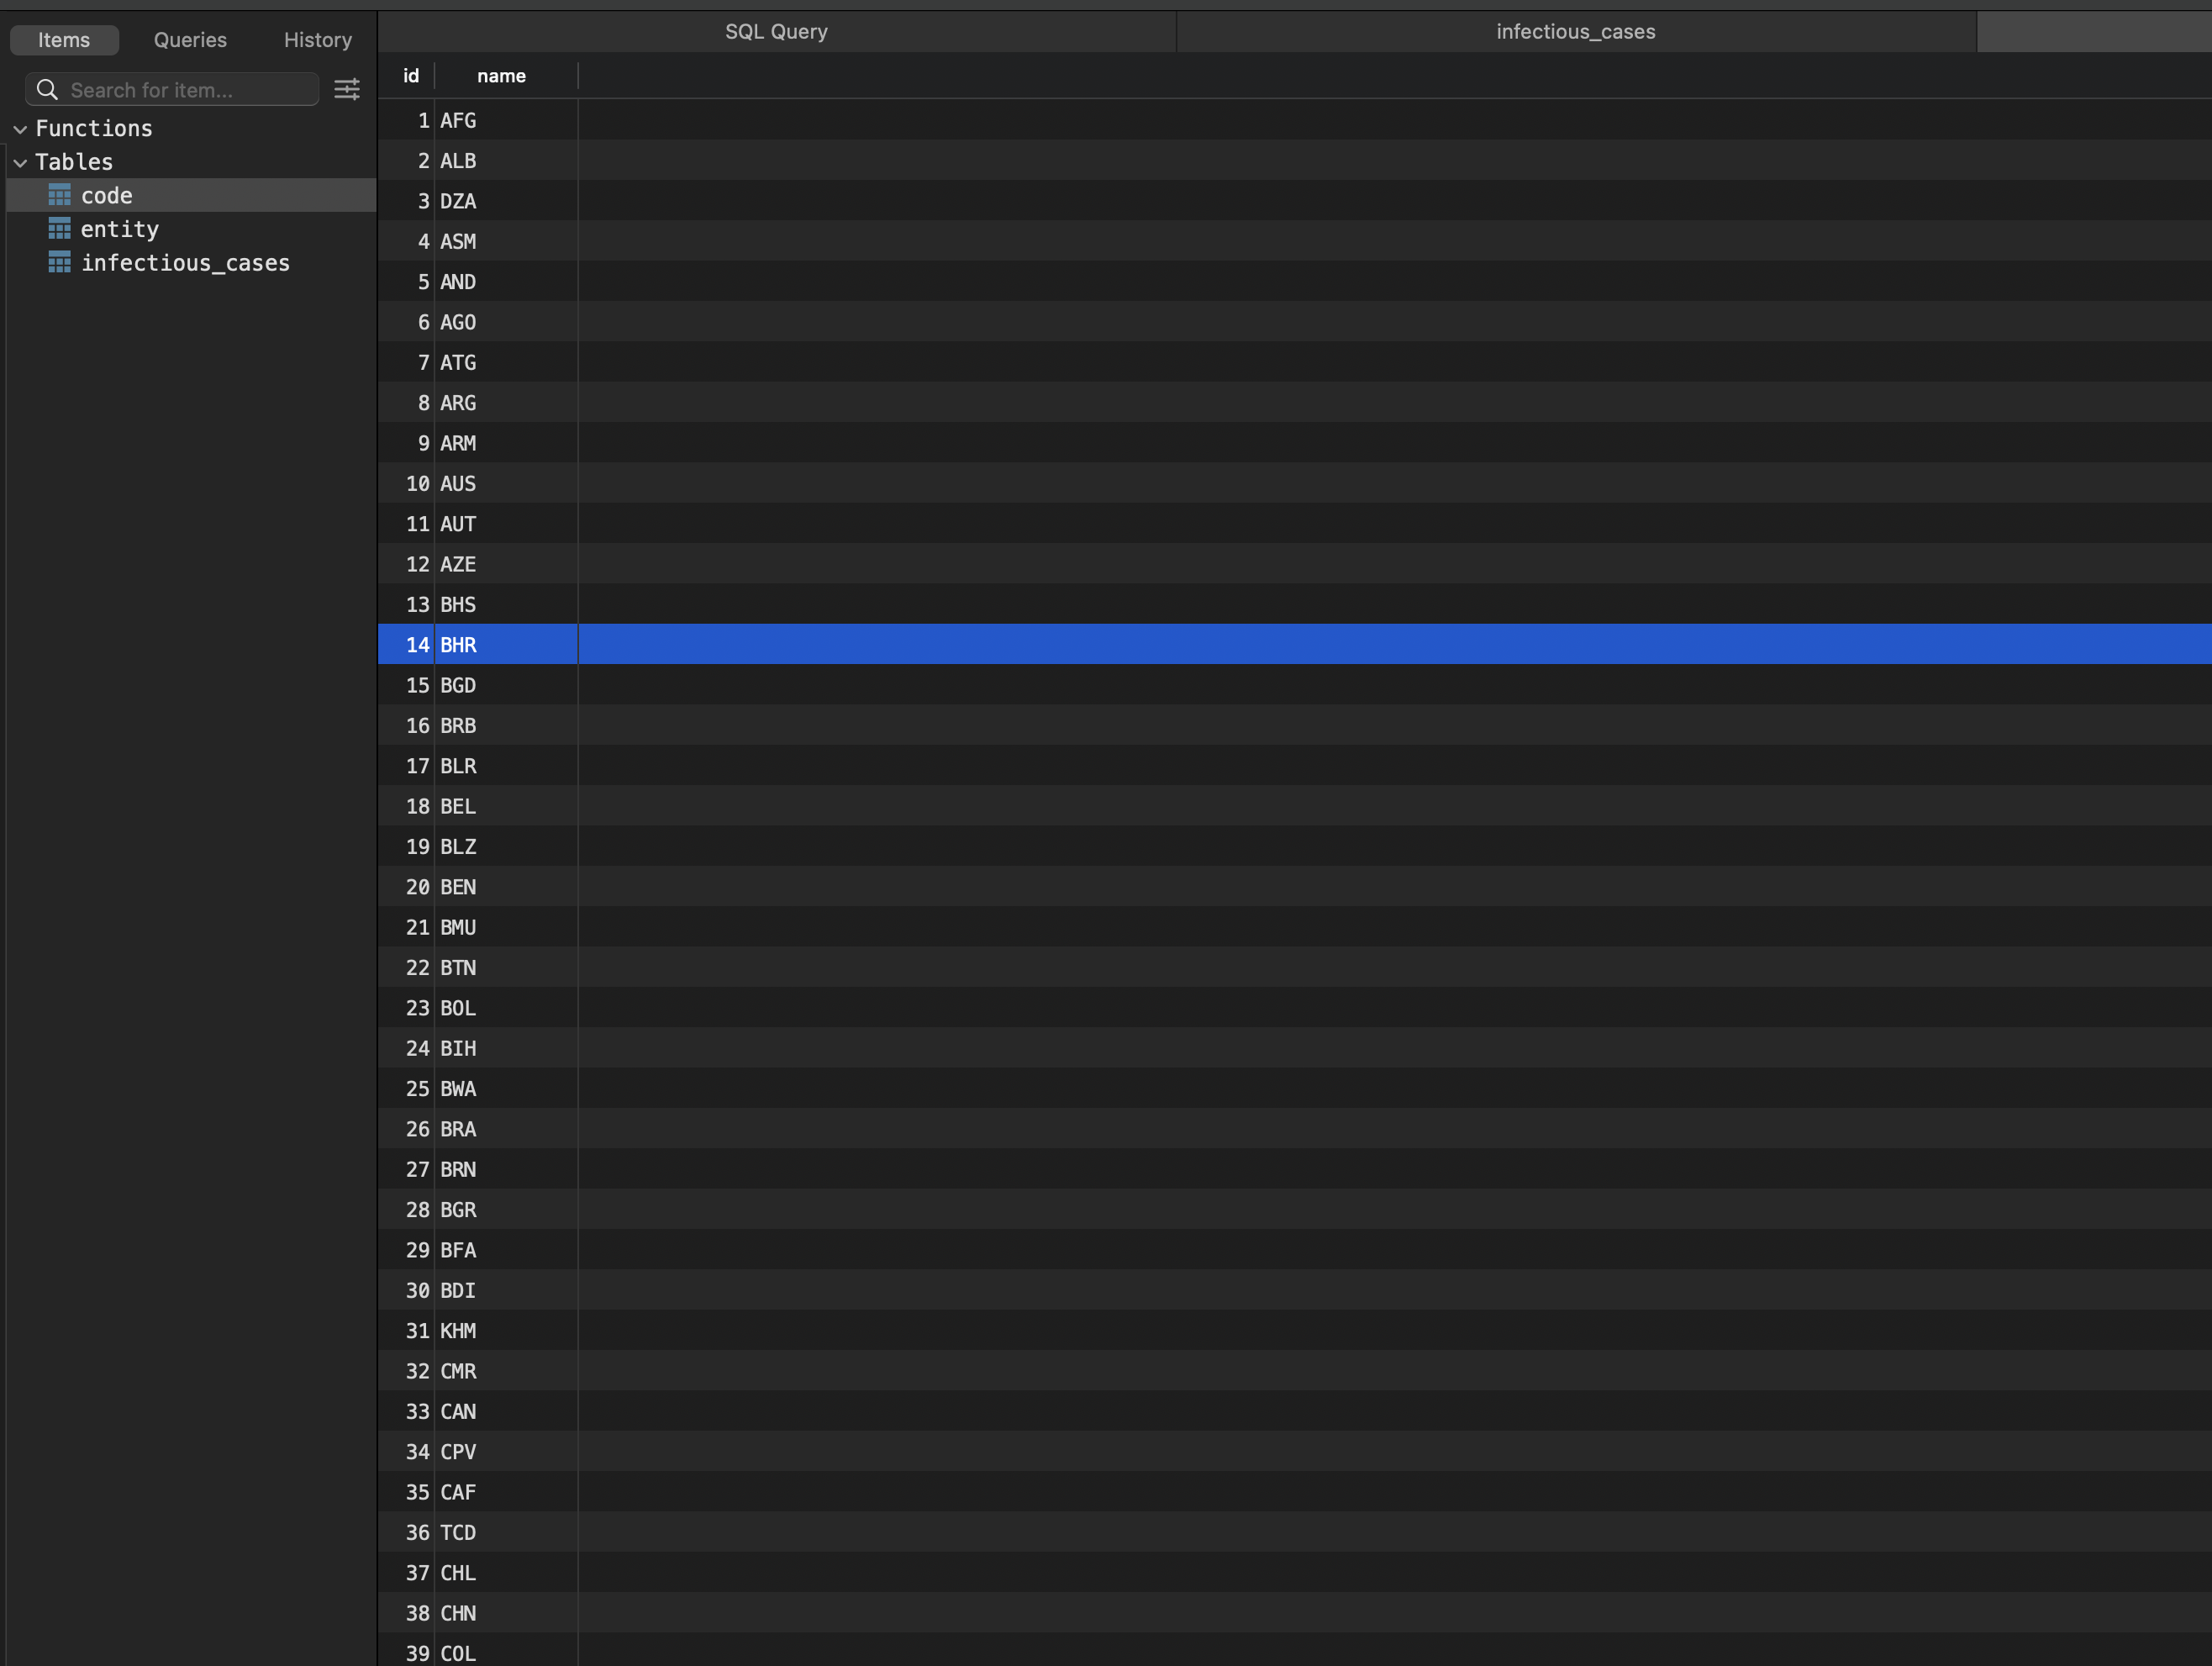 Items Queries History
Search for item...
Functions
Tables
code
entity
infectious_cases
SQL Query infectious_cases
id name
1 AFG
2 ALB
3 DZA
4 ASM
5 AND
6 AGO
7 ATG
8 ARG
9 ARM
10 AUS
11 AUT
12 AZE
13 BHS
14 BHR
15 BGD
16 BRB
17 BLR
18 BEL
19 BLZ
20 BEN
21 BMU
22 BTN
23 BOL
24 BIH
25 BWA
26 BRA
27 BRN
28 BGR
29 BFA
30 BDI
31 KHM
32 CMR
33 CAN
34 CPV
35 CAF
36 TCD
37 CHL
38 CHN
39 COL